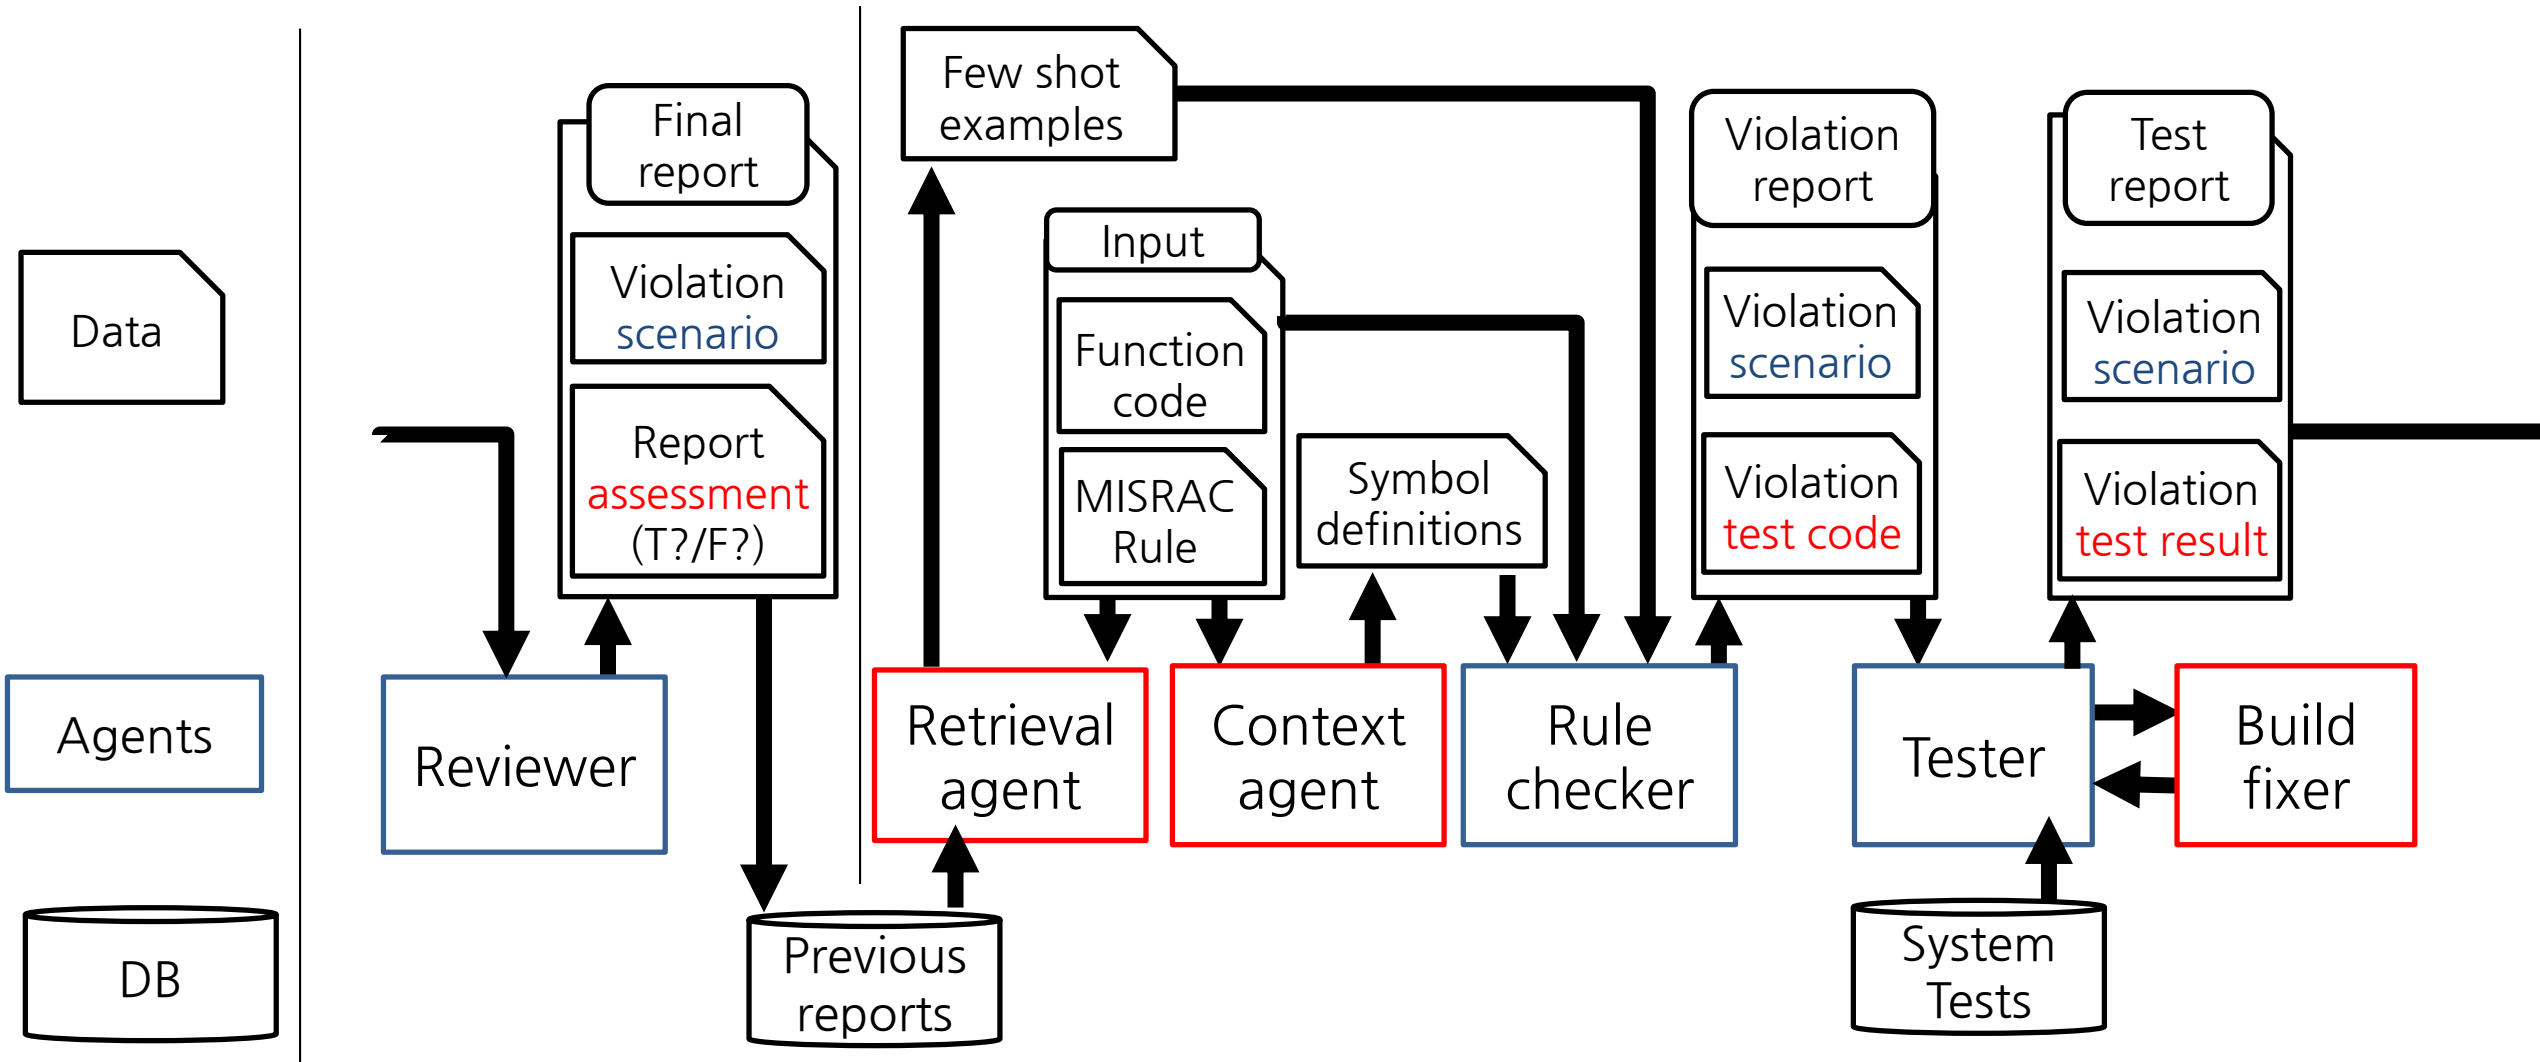 Data
Agents
DB
Final
report
Violation
scenario
Report
assessment
(T?/F?)
Reviewer
Previous
reports
Few shot
examples
Input
Function
code
MISRAC
Rule
Symbol
definitions
Retrieval
agent
Context
agent
Rule
checker
Violation
report
Violation
scenario
Violation
test code
Test
report
Violation
scenario
Violation
test result
Tester
Build
fixer
System
Tests